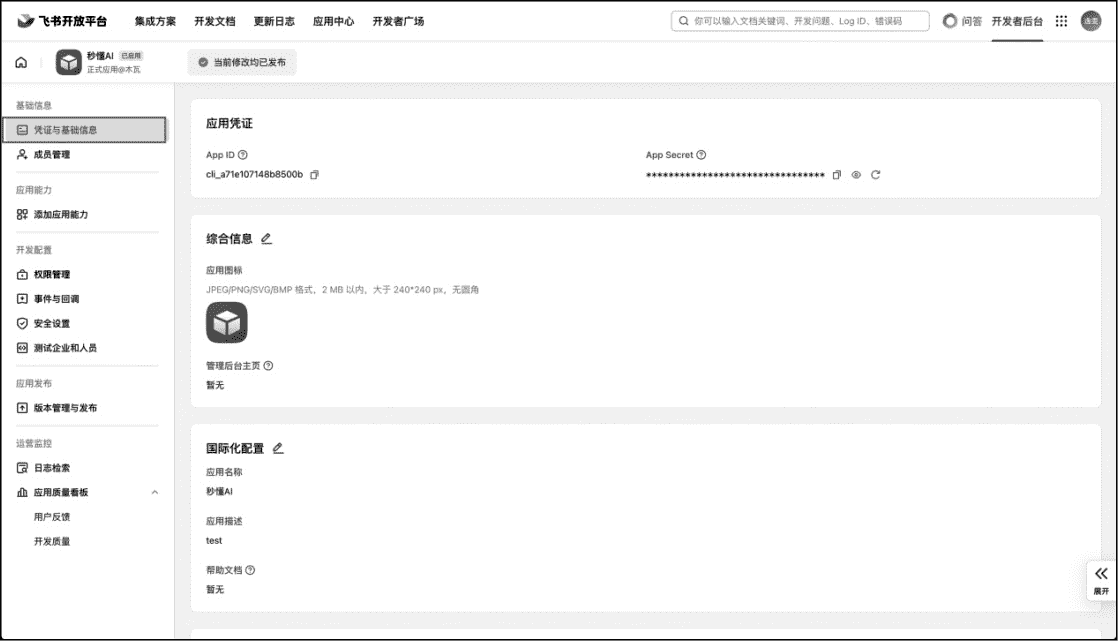 飞书开放平台 集成方案 开发文档 更新日志 应用中心 开发者广场 你可以输入文档关键词、开发问题、Log ID、错误码 问答 开发者后台
秒懂AI 已启用
正式应用@木瓦
当前修改均已发布
基础信息
凭证与基础信息
成员管理
应用能力
添加应用能力
开发配置
权限管理
事件与回调
安全设置
测试企业和人员
应用发布
版本管理与发布
运营监控
日志检索
应用质量看板
用户反馈
开发质量
应用凭证
App ID
cli_a71e107148b8500b
App Secret
********************************
综合信息
应用图标
JPEG/PNG/SVG/BMP 格式，2 MB 以内，大于 240*240 px，无圆角
管理后台主页
暂无
国际化配置
应用名称
秒懂AI
应用描述
test
帮助文档
暂无
展开